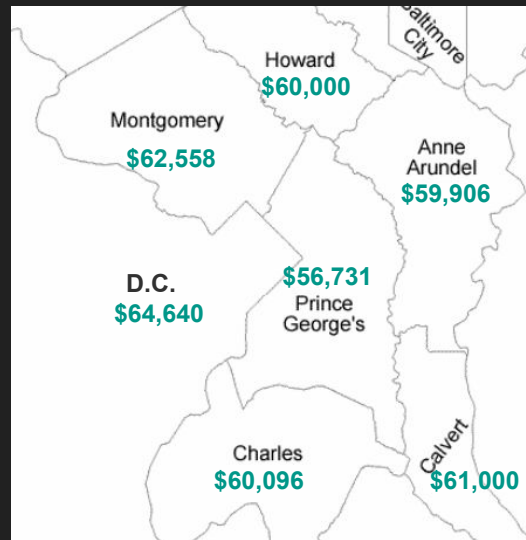 Baltimore
City
Howard
$60,000
Montgomery
$62,558
Anne
Arundel
$59,906
D.C.
$64,640
$56,731
Prince
George's
Charles
$60,096
Calvert
$61,000